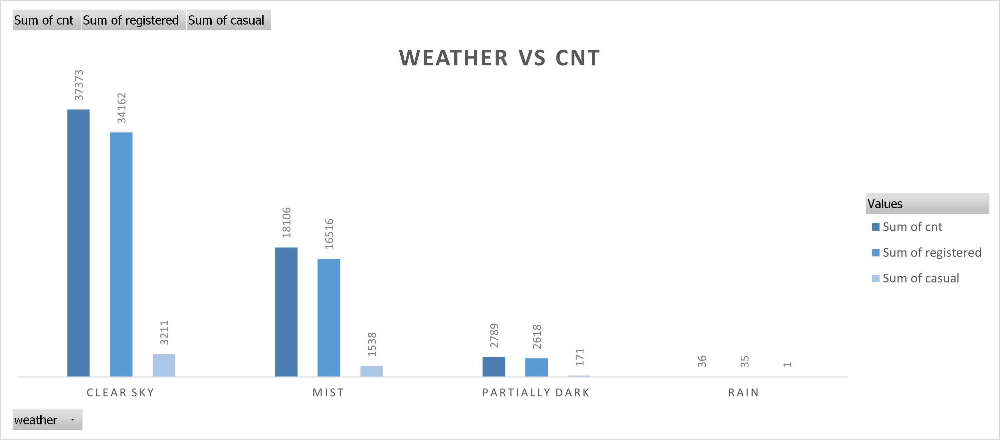 Sum of cnt Sum of registered Sum of casual
WEATHER VS CNT
37373
34162
3211
18106
16516
1538
2789
2618
171
36
35
1
CLEAR SKY
MIST
PARTIALLY DARK
RAIN
Values
Sum of cnt
Sum of registered
Sum of casual
weather